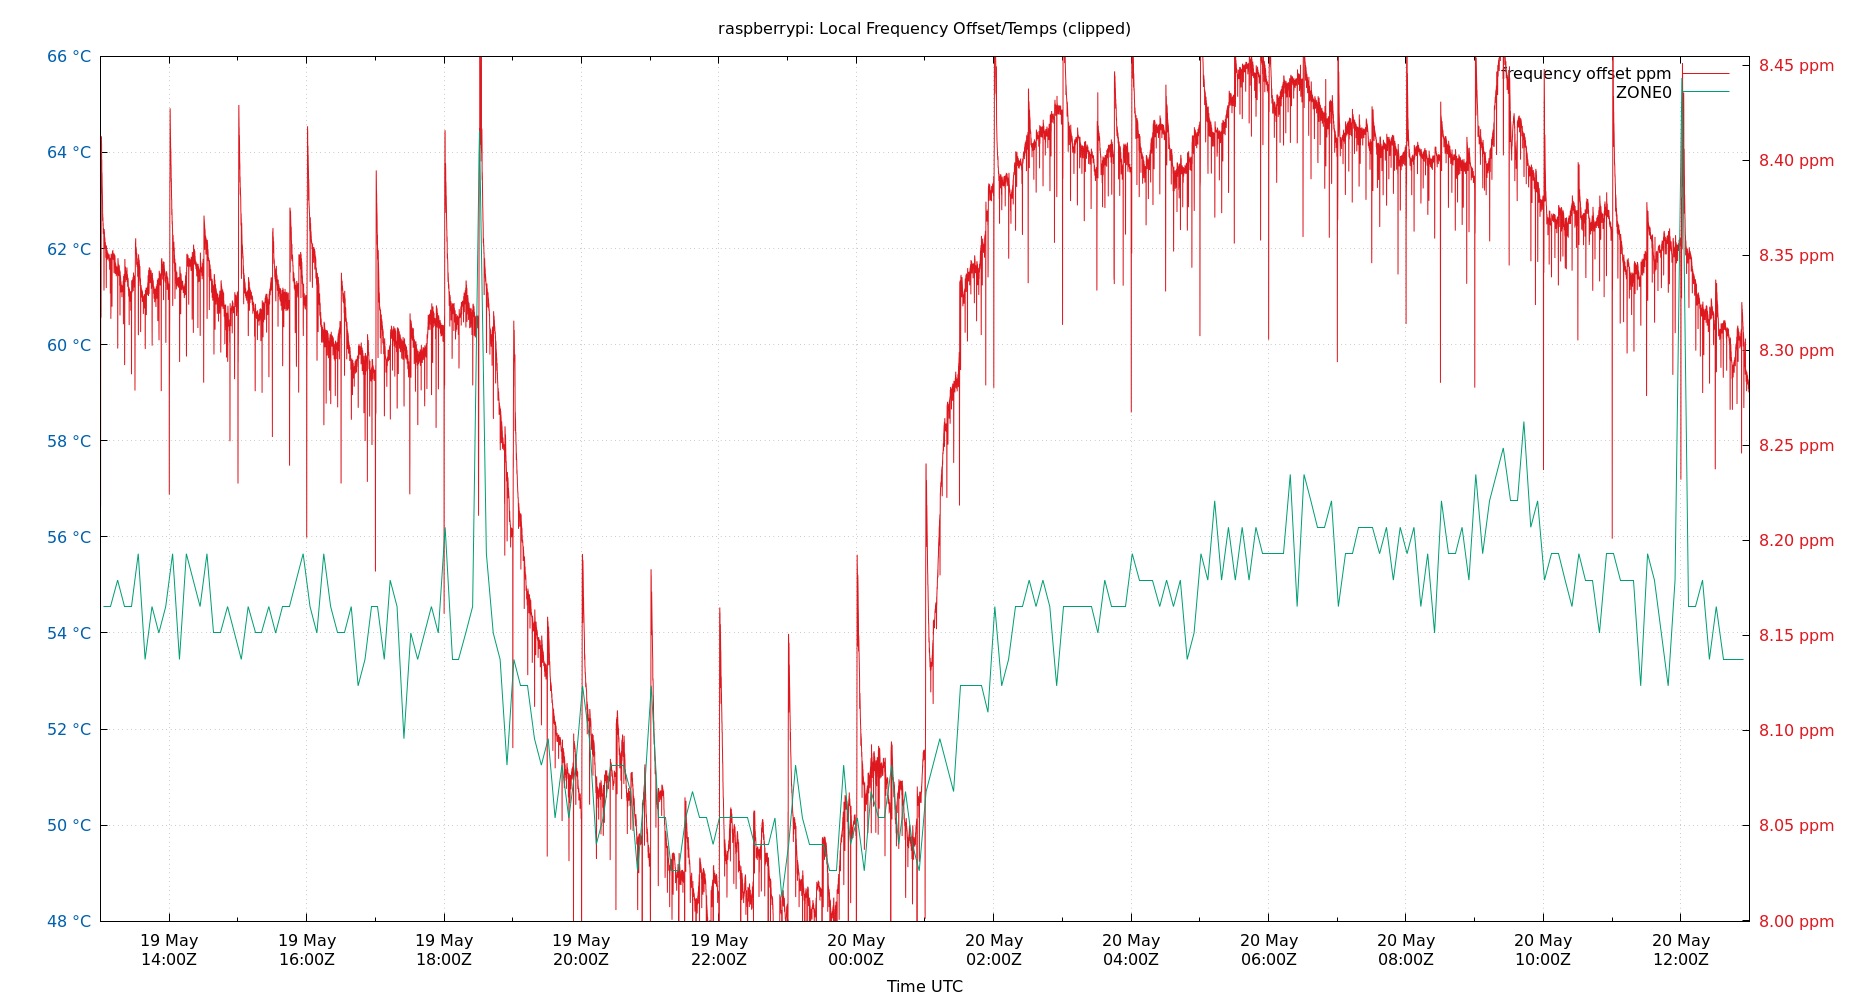 raspberrypi: Local Frequency Offset/Temps (clipped)
66 °C
64 °C
62 °C
60 °C
58 °C
56 °C
54 °C
52 °C
50 °C
48 °C
frequency offset ppm
ZONE0
8.45 ppm
8.40 ppm
8.35 ppm
8.30 ppm
8.25 ppm
8.20 ppm
8.15 ppm
8.10 ppm
8.05 ppm
8.00 ppm
19 May
14:00Z
19 May
16:00Z
19 May
18:00Z
19 May
20:00Z
19 May
22:00Z
20 May
00:00Z
20 May
02:00Z
20 May
04:00Z
20 May
06:00Z
20 May
08:00Z
20 May
10:00Z
20 May
12:00Z
Time UTC